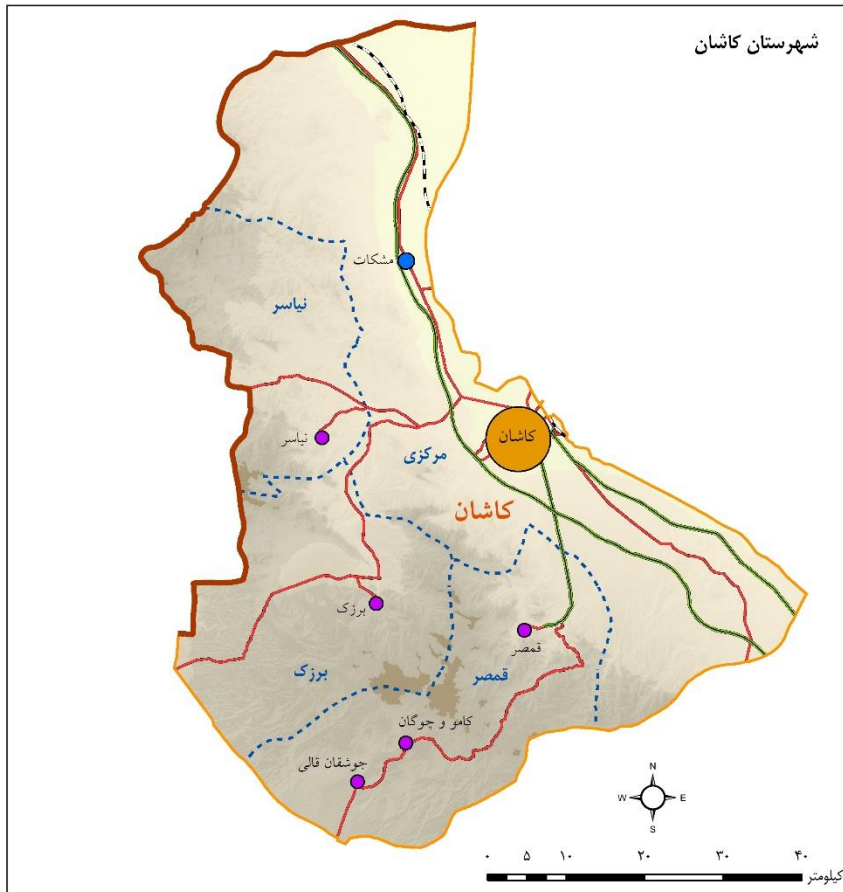 شهرستان کاشان
مشکات
نیاسر
نیاسر
کاشان
مرکزی
کاشان
برزک
قمصر
برزک
قمصر
کامو و چوگان
جوشقان قالی
N
W E
S
۰ ۵ ۱۰ ۲۰ ۳۰ ۴۰
کیلومتر